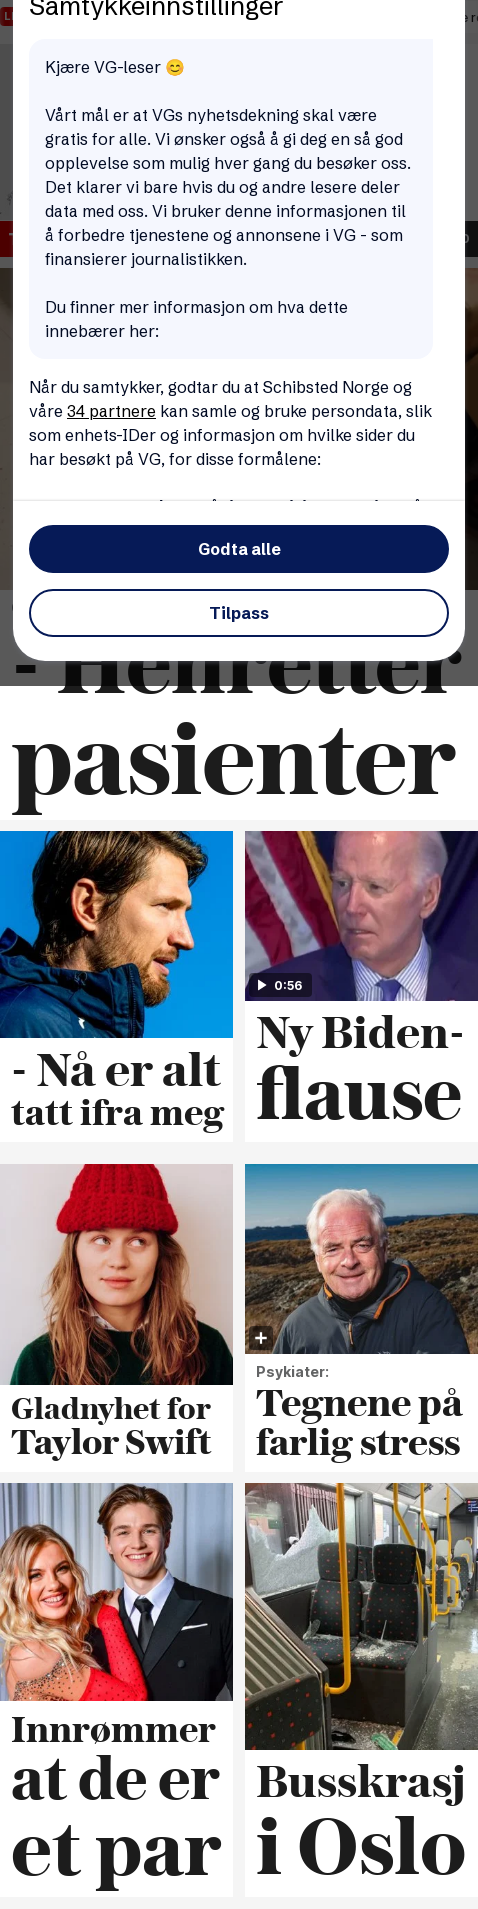 Samtykkeinnstillinger
Kjære VG-leser 😊
Vårt mål er at VGs nyhetsdekning skal være
gratis for alle. Vi ønsker også å gi deg en så god
opplevelse som mulig hver gang du besøker oss.
Det klarer vi bare hvis du og andre lesere deler
data med oss. Vi bruker denne informasjonen til
å forbedre tjenestene og annonsene i VG - som
finansierer journalistikken.
Du finner mer informasjon om hva dette
innebærer her:
Når du samtykker, godtar du at Schibsted Norge og
våre 34 partnere kan samle og bruke persondata, slik
som enhets-IDer og informasjon om hvilke sider du
har besøkt på VG, for disse formålene:
Godta alle
Tilpass
- Henretter
pasienter
0:56
- Nå er alt
tatt ifra meg
Ny Biden-
flause
Gladnyhet for
Taylor Swift
Psykiater:
Tegnene på
farlig stress
Innrømmer
at de er
et par
Busskrasj
i Oslo